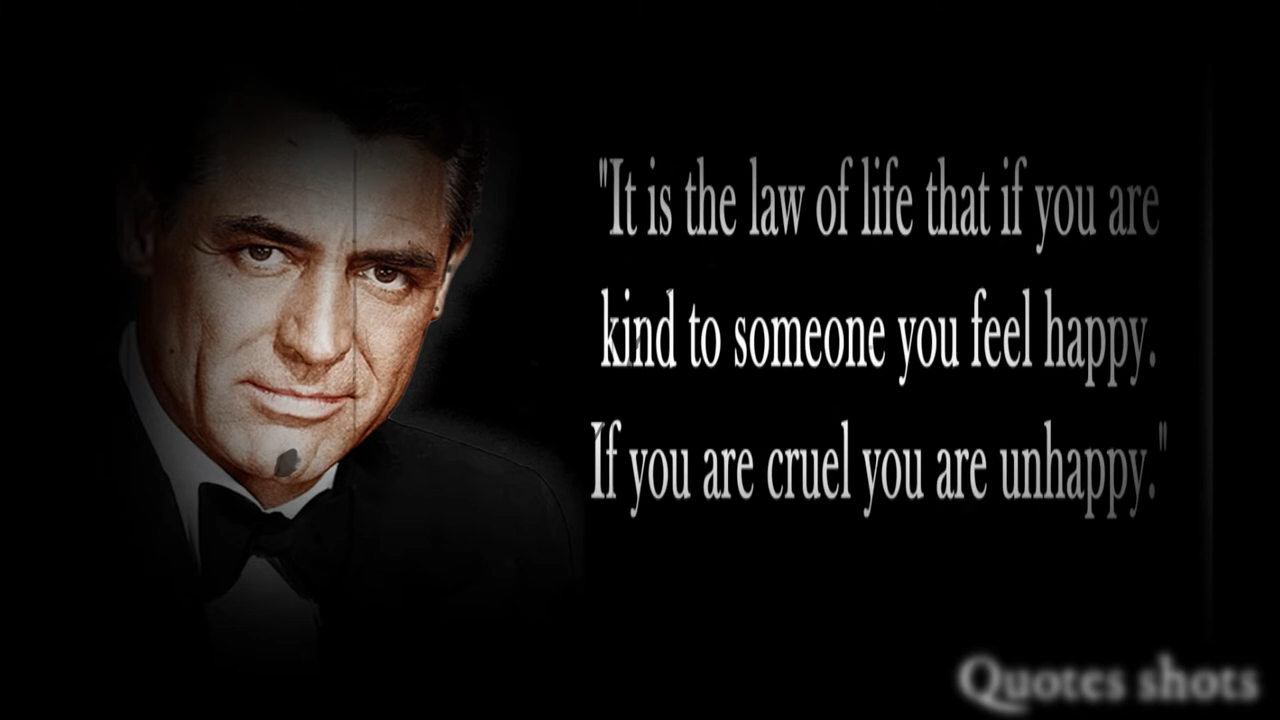 "It is the law of life that if you are
kind to someone you feel happy.
If you are cruel you are unhappy."
Quotes shots